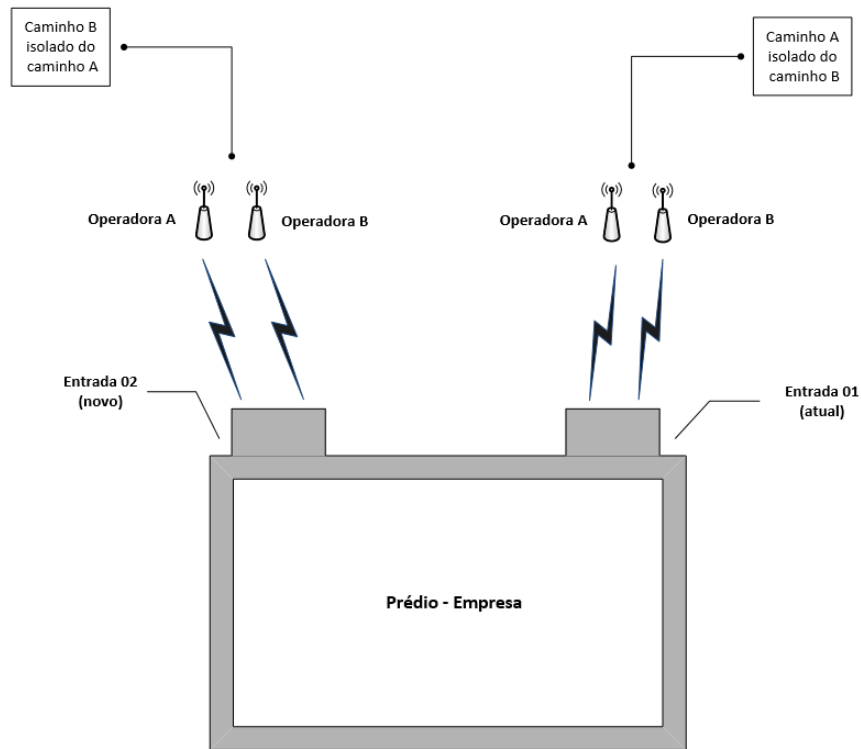 Caminho B
isolado do
caminho A
Caminho A
isolado do
caminho B
Operadora A
Operadora B
Operadora A
Operadora B
Entrada 02
(novo)
Entrada 01
(atual)
Prédio - Empresa